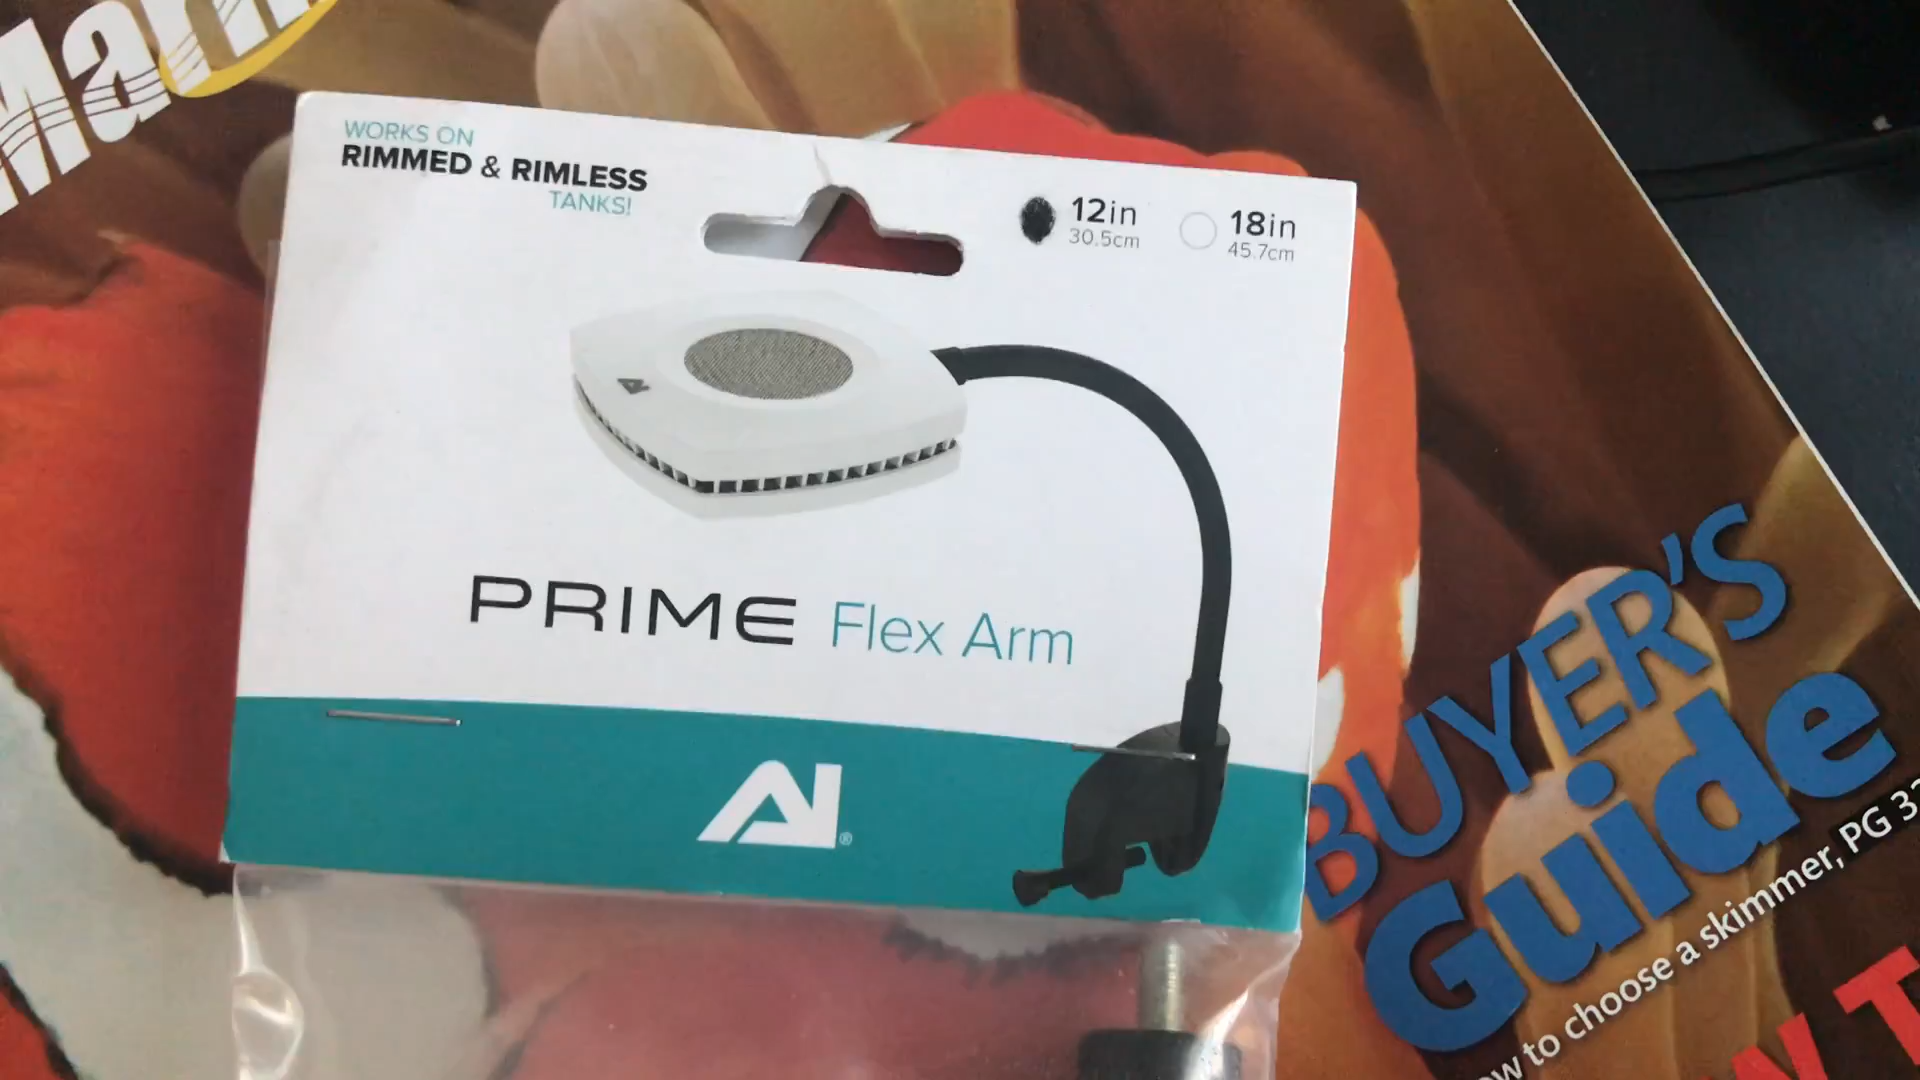 WORKS ON
RIMMED & RIMLESS
TANKS!
12in
30.5cm
18in
45.7cm
PRIME Flex Arm
AI®
BUYER'S
Guide
to choose a skimmer, PG